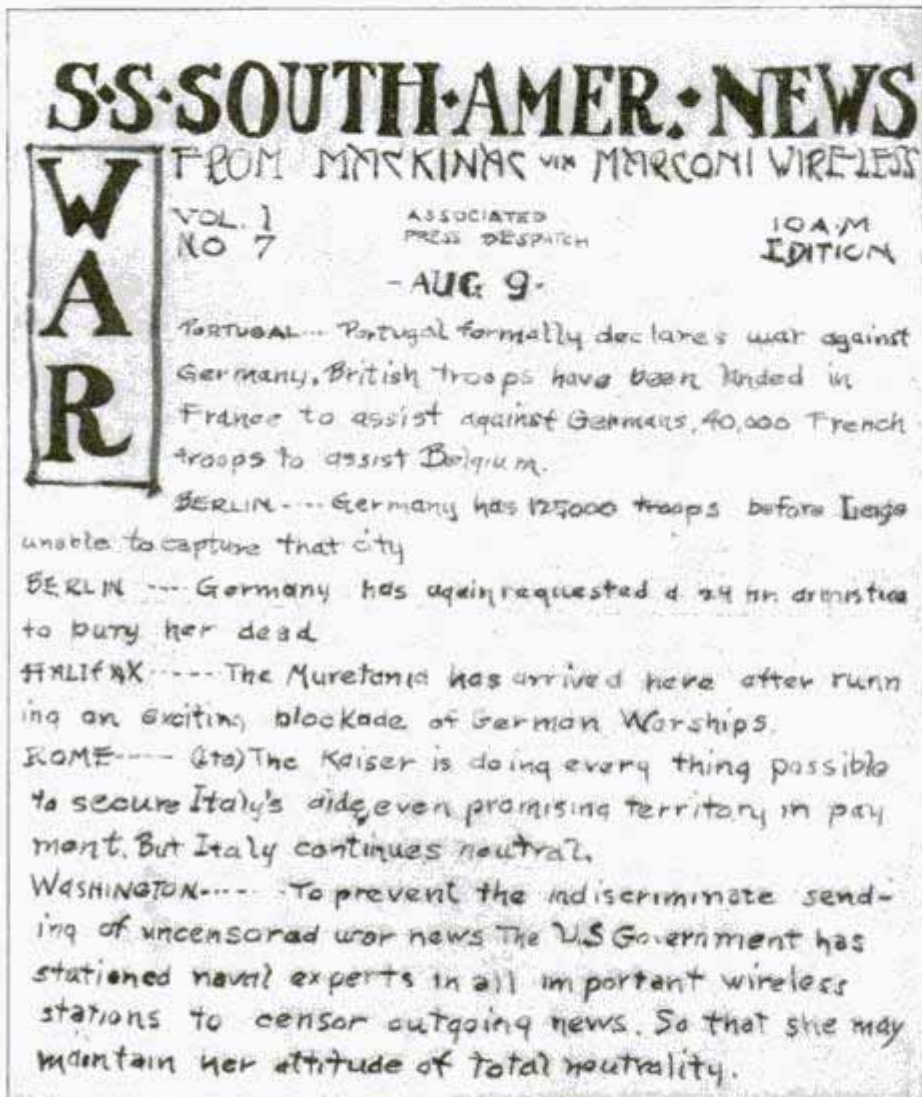 S·S·SOUTH·AMER.·NEWS
WAR
FROM MACKINAC VIA MARCONI WIRELESS
VOL. 1
NO 7
ASSOCIATED
PRESS DESPATCH
10 A·M
EDITION
-AUG 9-
PORTUGAL--- Portugal formally declares war against
Germany. British troops have been landed in
France to assist against Germans, 40,000 French
troops to assist Belgium.
BERLIN---- Germany has 125000 troops before Leige
unable to capture that city
BERLIN ---- Germany has again requested a 24 hr. armistice
to bury her dead
HALIFAX----- The Muretania has arrived here after runn
ing an exciting blockade of German Warships.
ROME---- The Kaiser is doing every thing possible
to secure Italy's aide, even promising territory in pay
ment. But Italy continues neutral.
WASHINGTON------ To prevent the indiscriminate send-
ing of uncensored war news The U.S Government has
stationed naval experts in all important wireless
stations to censor outgoing news. So that she may
maintain her attitude of total neutrality.